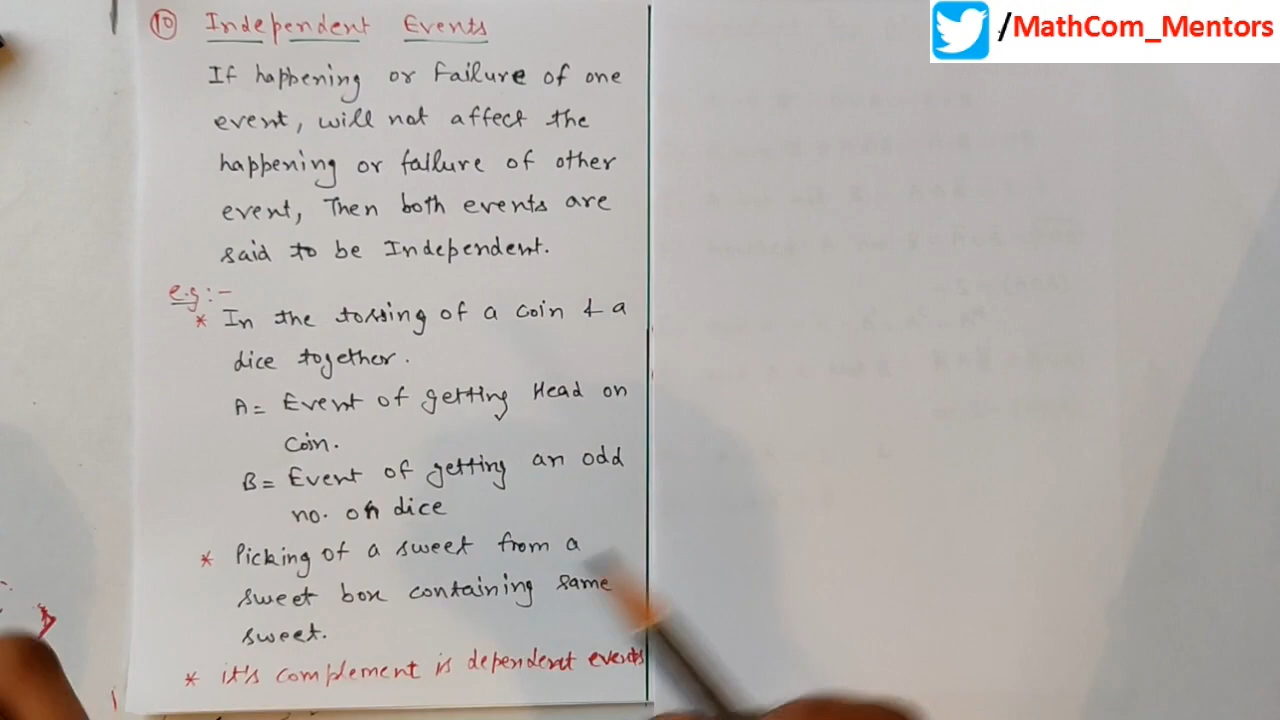 /MathCom_Mentors
10 Independent Events
If happening or failure of one
event, will not affect the
happening or failure of other
event, Then both events are
said to be Independent.
e.g:-
* In the tossing of a coin & a
dice together.
A = Event of getting Head on
coin.
B = Event of getting an odd
no. on dice
* Picking of a sweet from a
sweet box containing same
sweet.
* it's complement is dependent events